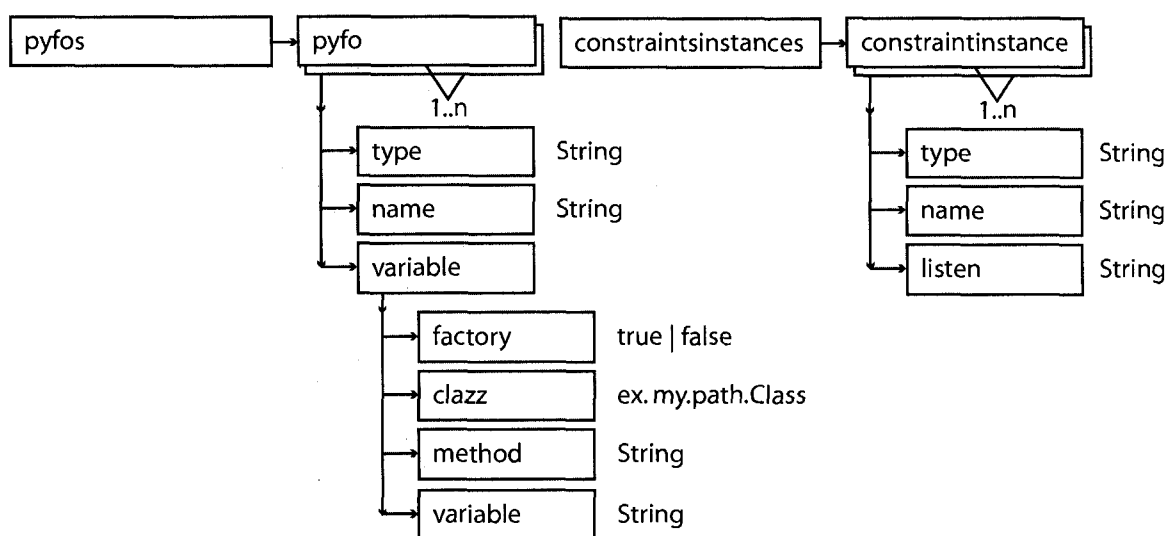 pyfos
pyfo
1..n
type String
name String
variable
factory true | false
clazz ex. my.path.Class
method String
variable String
constraintsinstances
constraintinstance
1..n
type String
name String
listen String